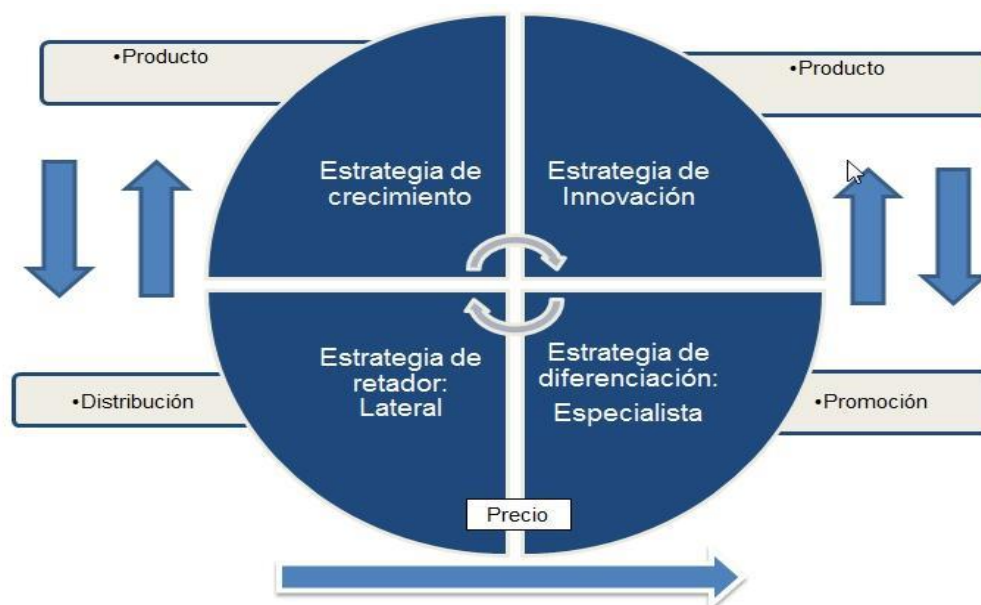 •Producto
•Producto
Estrategia de
crecimiento
Estrategia de
Innovación
Estrategia de
retador:
Lateral
Estrategia de
diferenciación:
Especialista
•Distribución
•Promoción
Precio